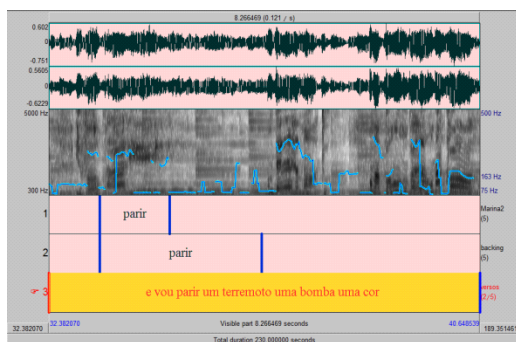 8.266469 (0.121 / s)
0.602
0
-0.751
0.5605
0
-0.6229
5000 Hz
500 Hz
163 Hz
300 Hz
75 Hz
1
parir
Marina2
(5)
2
parir
backing
(5)
3
e vou parir um terremoto uma bomba uma cor
versos
(2/5)
32.382070
32.382070
Visible part 8.266469 seconds
40.648539
189.351461
Total duration 230.000000 seconds